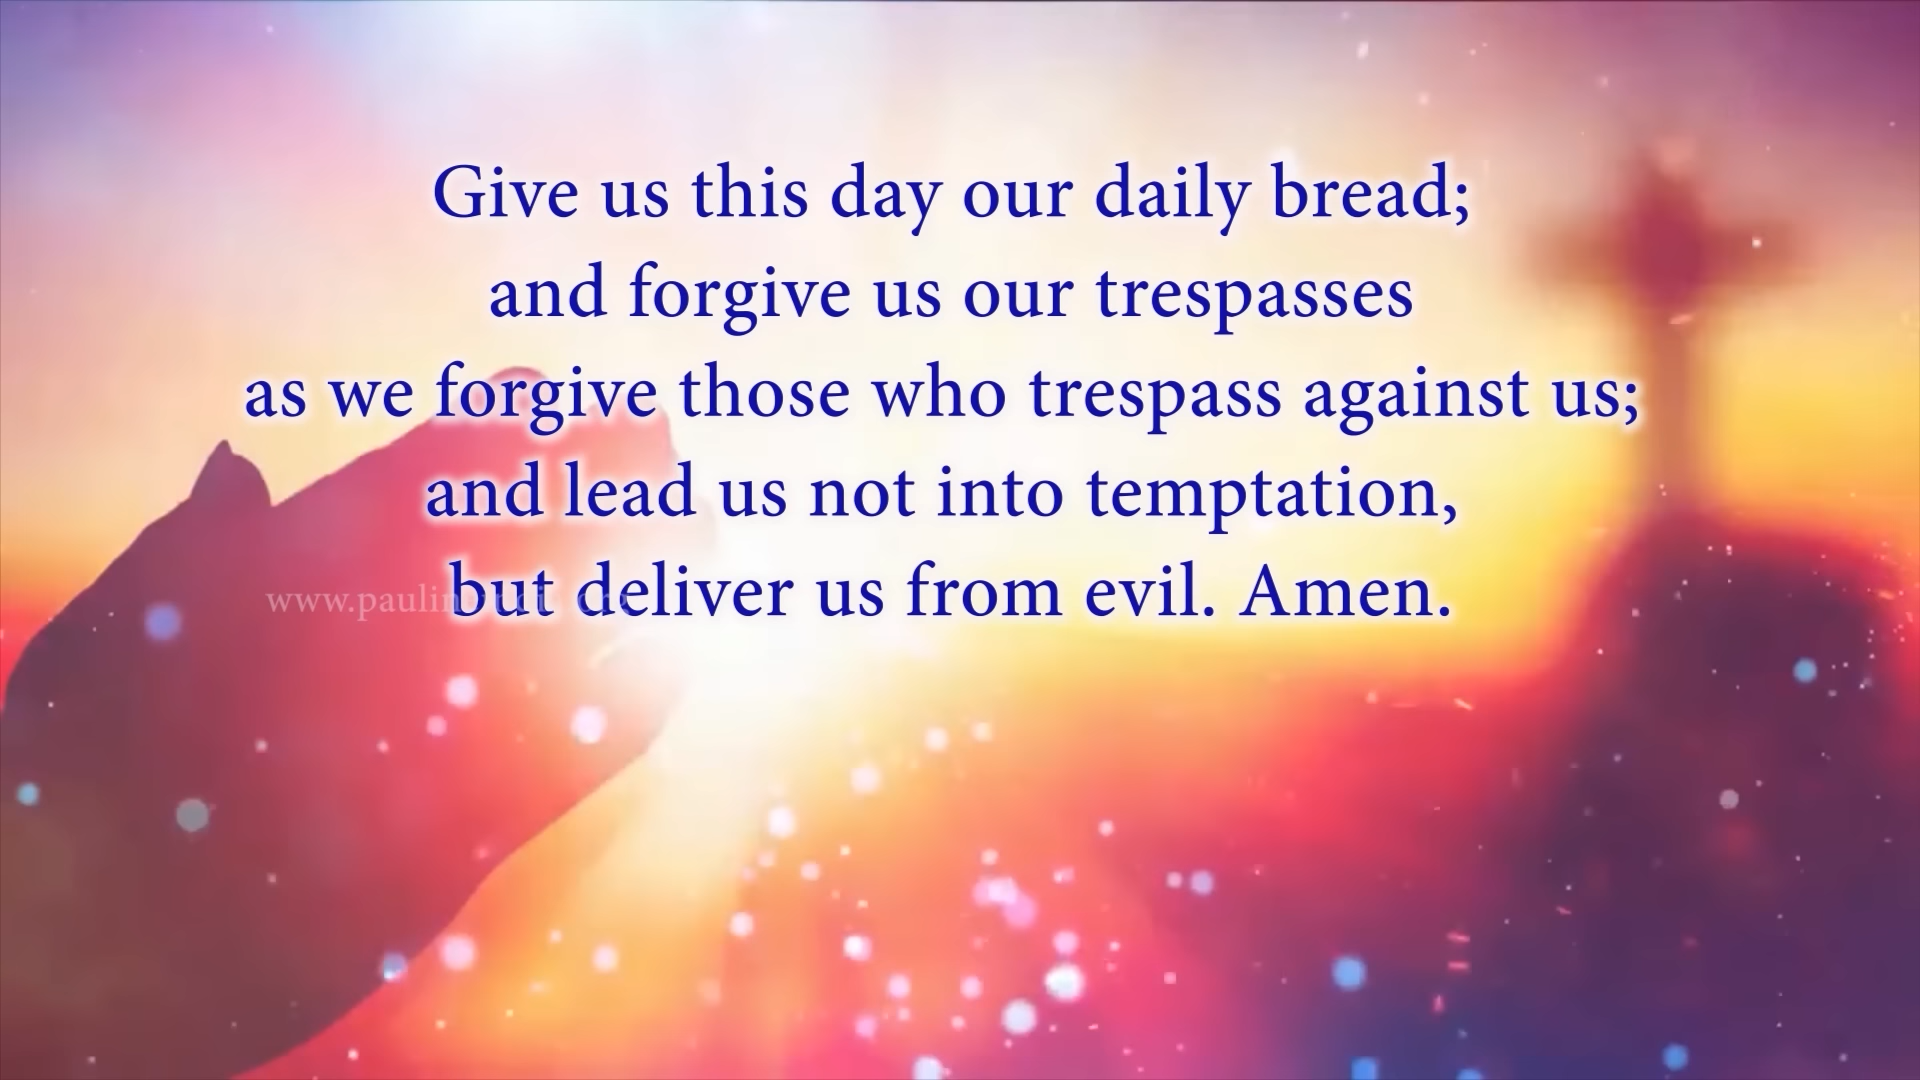 Give us this day our daily bread;
and forgive us our trespasses
as we forgive those who trespass against us;
and lead us not into temptation,
but deliver us from evil. Amen.